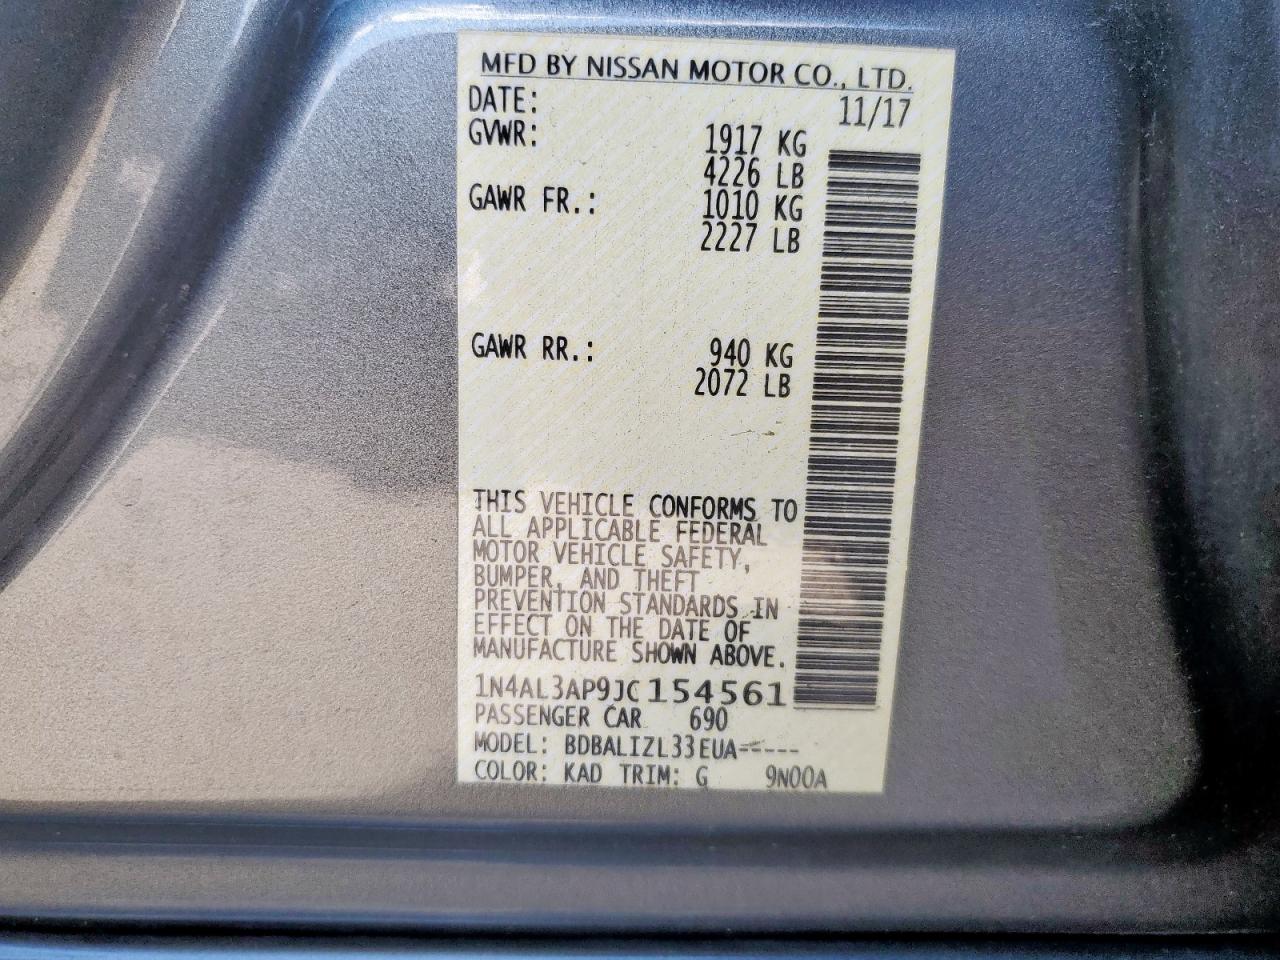 MFD BY NISSAN MOTOR CO., LTD.
DATE: 11/17
GVWR: 1917 KG
4226 LB
GAWR FR.: 1010 KG
2227 LB
GAWR RR.: 940 KG
2072 LB
THIS VEHICLE CONFORMS TO
ALL APPLICABLE FEDERAL
MOTOR VEHICLE SAFETY,
BUMPER, AND THEFT
PREVENTION STANDARDS IN
EFFECT ON THE DATE OF
MANUFACTURE SHOWN ABOVE.
1N4AL3AP9JC154561
PASSENGER CAR 690
MODEL: BDBALIZL33EUA-----
COLOR: KAD TRIM: G 9N00A